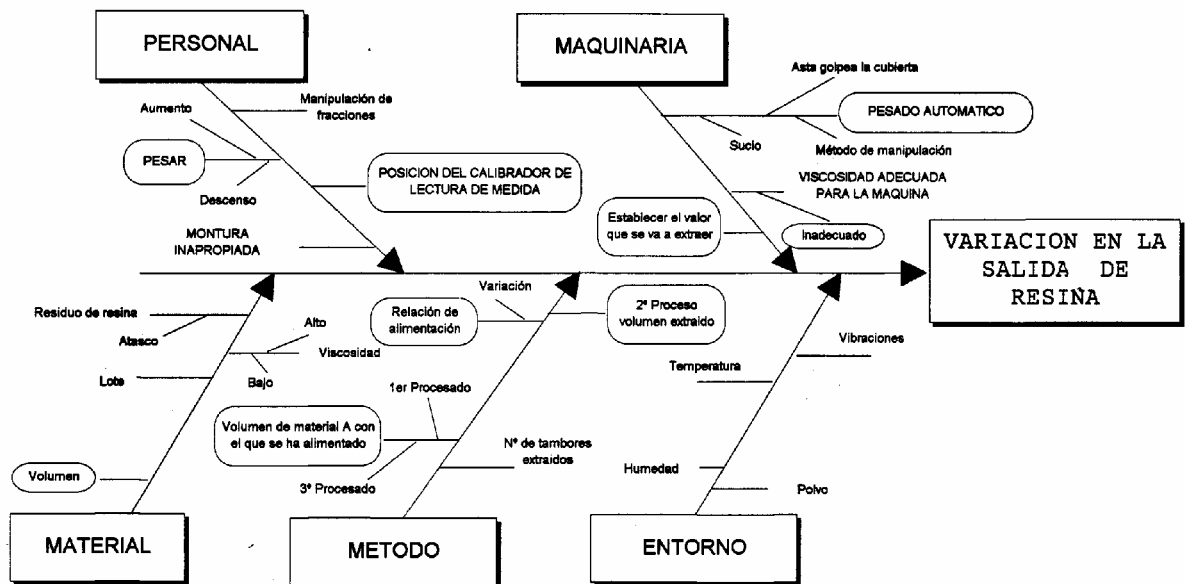 PERSONAL
MAQUINARIA
Asta golpea la cubierta
Manipulación de
fracciones
Aumento
PESADO AUTOMATICO
Sucio
Método de manipulación
PESAR
POSICION DEL CALIBRADOR DE
LECTURA DE MEDIDA
VISCOSIDAD ADECUADA
PARA LA MAQUINA
Descenso
Establecer el valor
que se va a extraer
Inadecuado
MONTURA
INAPROPIADA
VARIACION EN LA
SALIDA DE
RESIÑA
Variación
Residuo de resina
Relación de
alimentación
2º Proceso
volumen extraido
Alto
Atasco
Vibraciones
Viscosidad
Temperatura
Lote
Bajo
1er Procesado
Volumen de material A con
el que se ha alimentado
Nº de tambores
extraidos
Volumen
Humedad
3º Procesado
Polvo
MATERIAL
METODO
ENTORNO